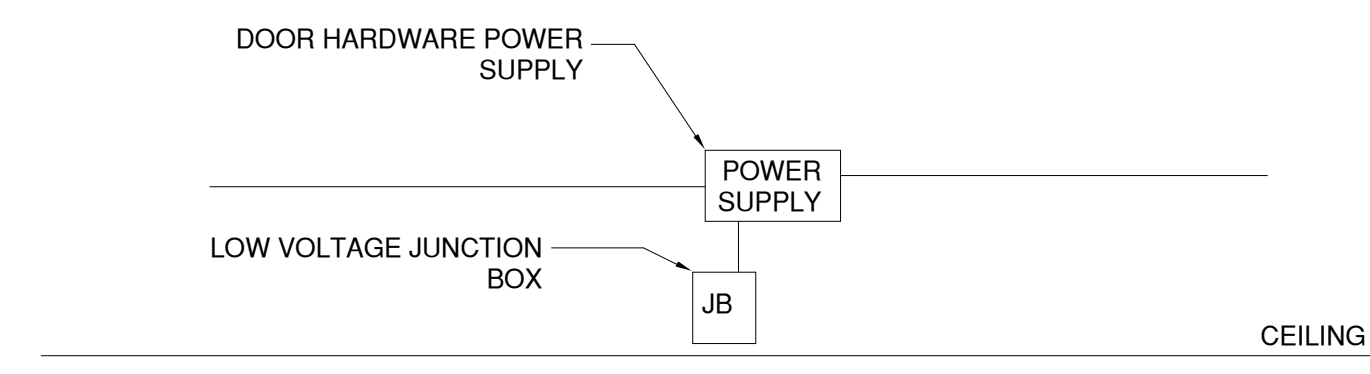 DOOR HARDWARE POWER
SUPPLY
POWER
SUPPLY
LOW VOLTAGE JUNCTION
BOX
JB
CEILING